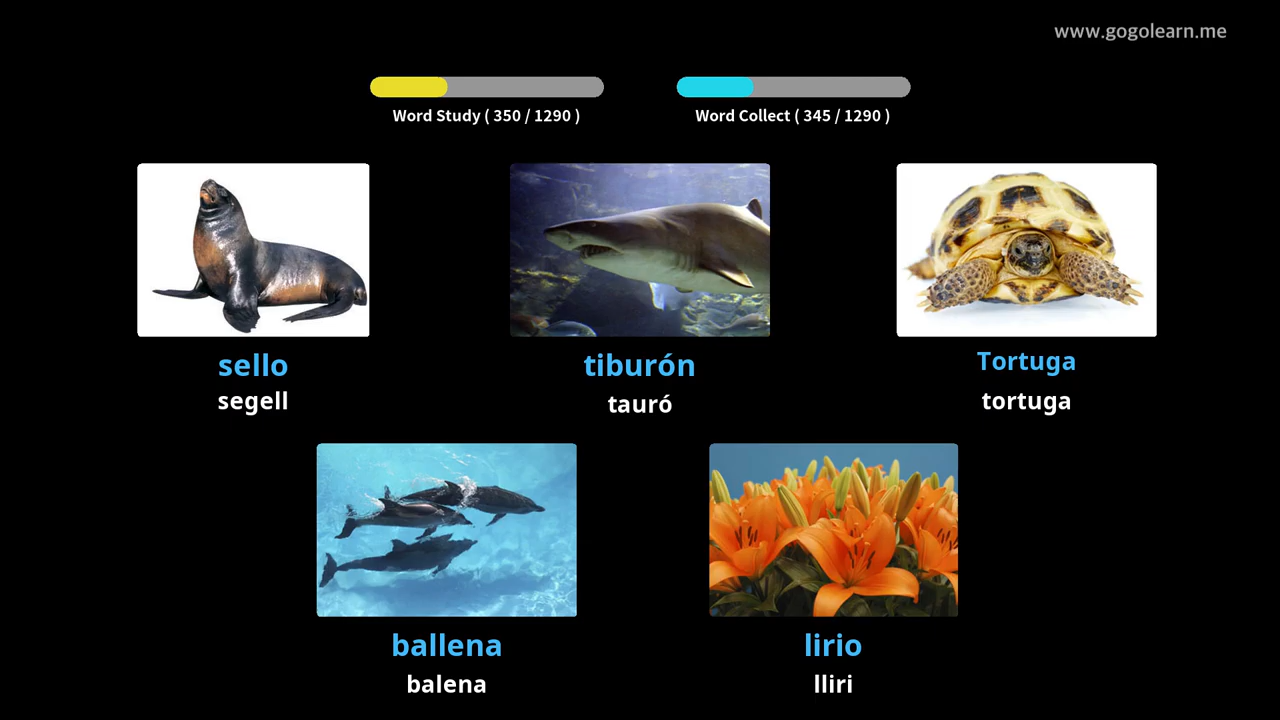 www.gogolearn.me
Word Study ( 350 / 1290 )
Word Collect ( 345 / 1290 )
sello
segell
tiburón
tauró
Tortuga
tortuga
ballena
balena
lirio
lliri